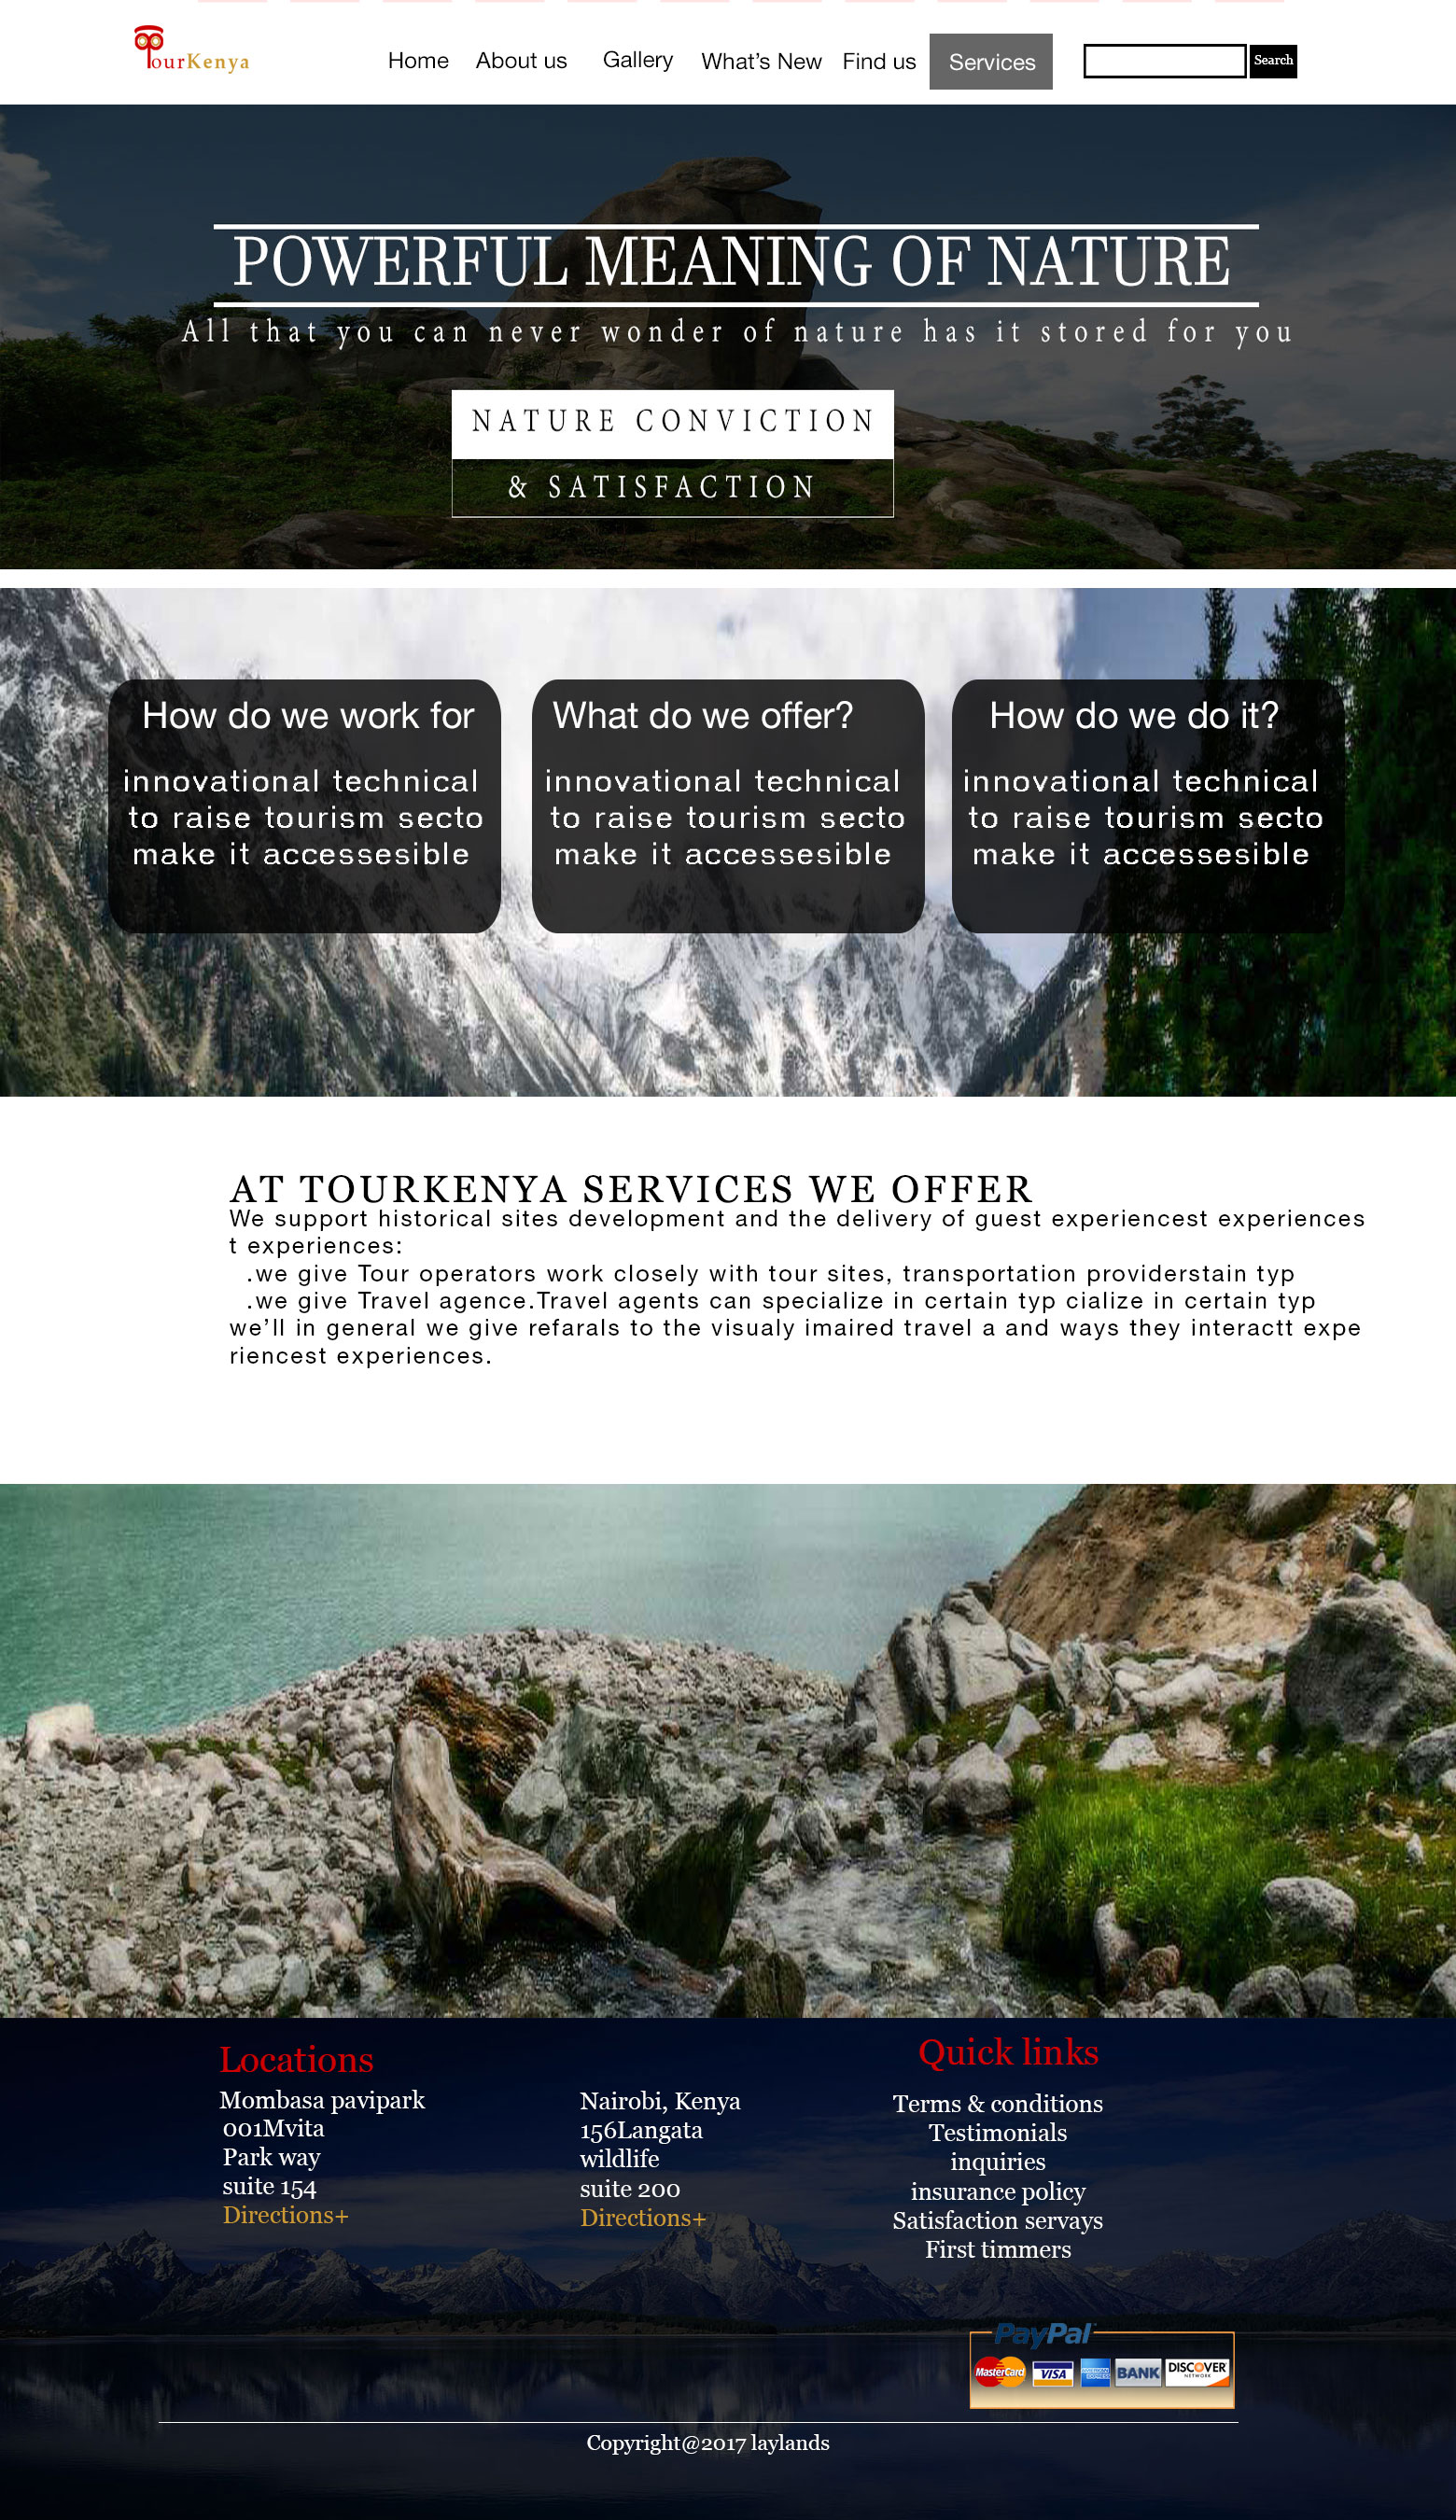 TourKenya
Home About us Gallery What's New Find us Services Search
POWERFUL MEANING OF NATURE
All that you can never wonder of nature has it stored for you
NATURE CONVICTION
& SATISFACTION
How do we work for
innovational technical
to raise tourism secto
make it accessesible
What do we offer?
innovational technical
to raise tourism secto
make it accessesible
How do we do it?
innovational technical
to raise tourism secto
make it accessesible
AT TOURKENYA SERVICES WE OFFER
We support historical sites development and the delivery of guest experiencest experiences
t experiences:
.we give Tour operators work closely with tour sites, transportation providerstain typ
.we give Travel agence.Travel agents can specialize in certain typ cialize in certain typ
we'll in general we give refarals to the visualy imaired travel a and ways they interactt expe
riencest experiences.
Locations
Mombasa pavipark
001Mvita
Park way
suite 154
Directions+
Nairobi, Kenya
156Langata
wildlife
suite 200
Directions+
Quick links
Terms & conditions
Testimonials
inquiries
insurance policy
Satisfaction servays
First timmers
PayPal
MasterCard VISA AMERICAN EXPRESS BANK DISCOVER NETWORK
Copyright@2017 laylands